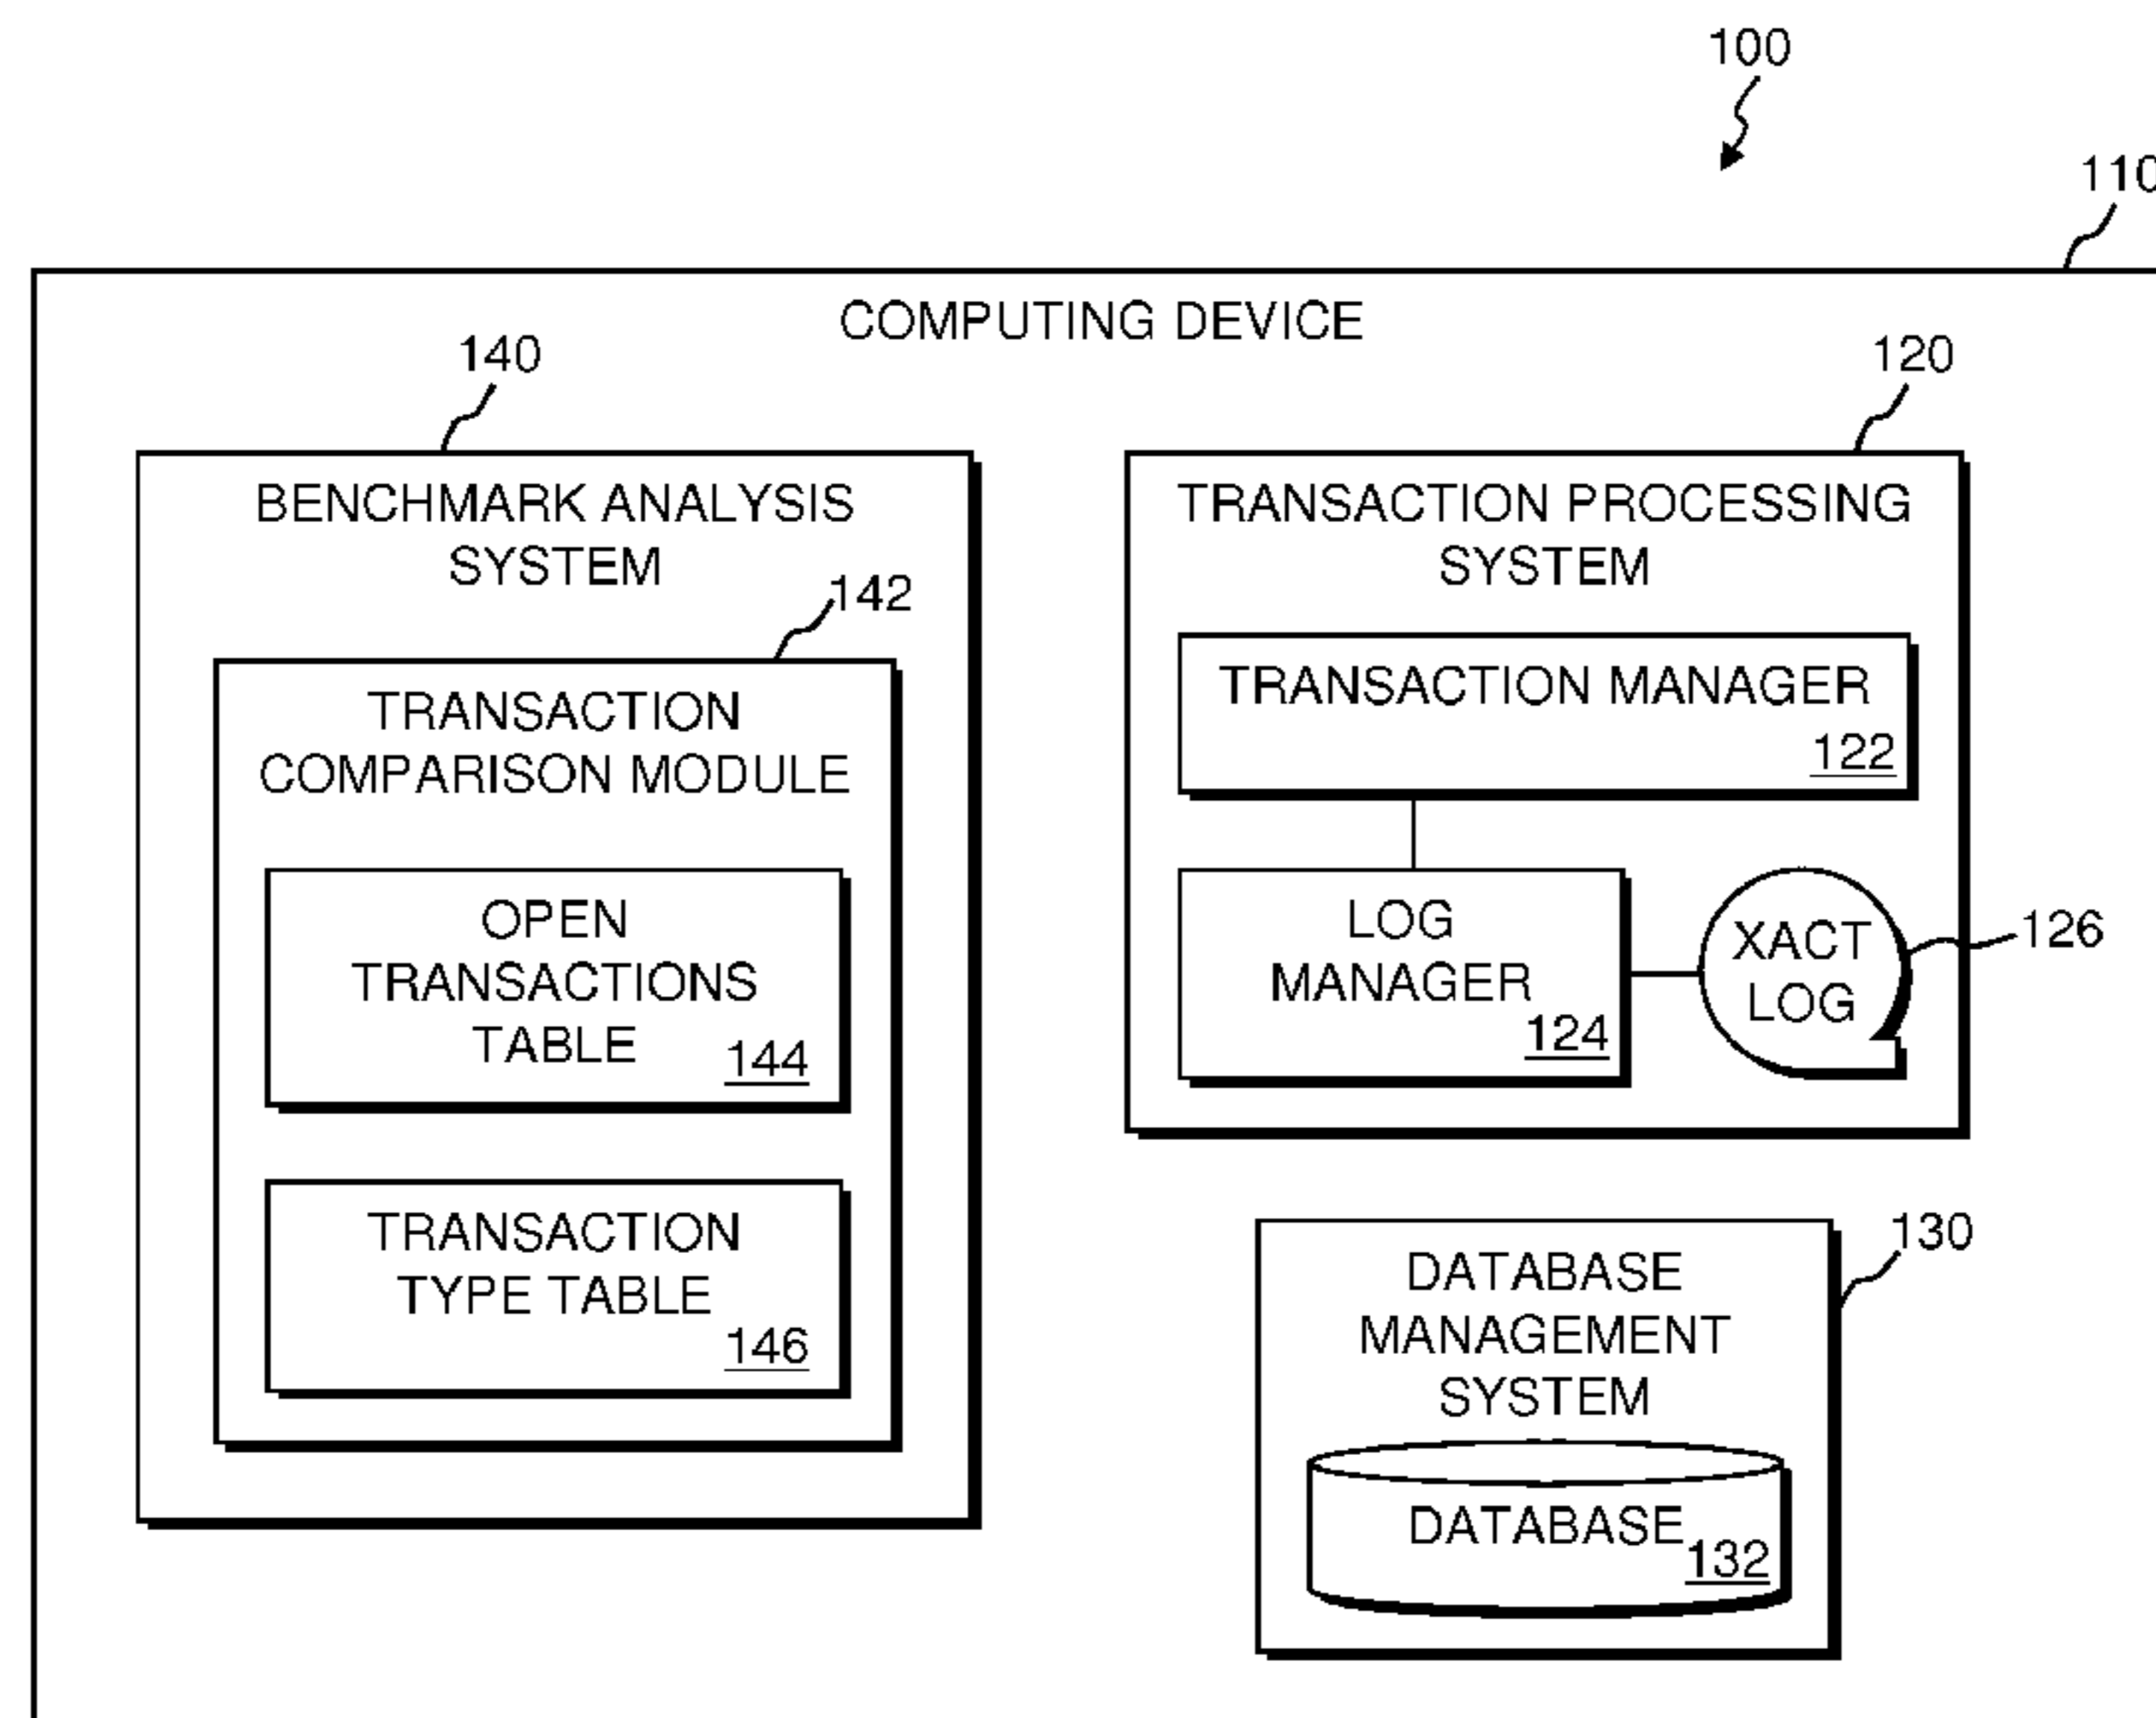 100
110
COMPUTING DEVICE
140
BENCHMARK ANALYSIS
SYSTEM
142
TRANSACTION
COMPARISON MODULE
OPEN
TRANSACTIONS
TABLE
144
TRANSACTION
TYPE TABLE
146
120
TRANSACTION PROCESSING
SYSTEM
TRANSACTION MANAGER
122
LOG
MANAGER
124
XACT
LOG
126
130
DATABASE
MANAGEMENT
SYSTEM
DATABASE
132